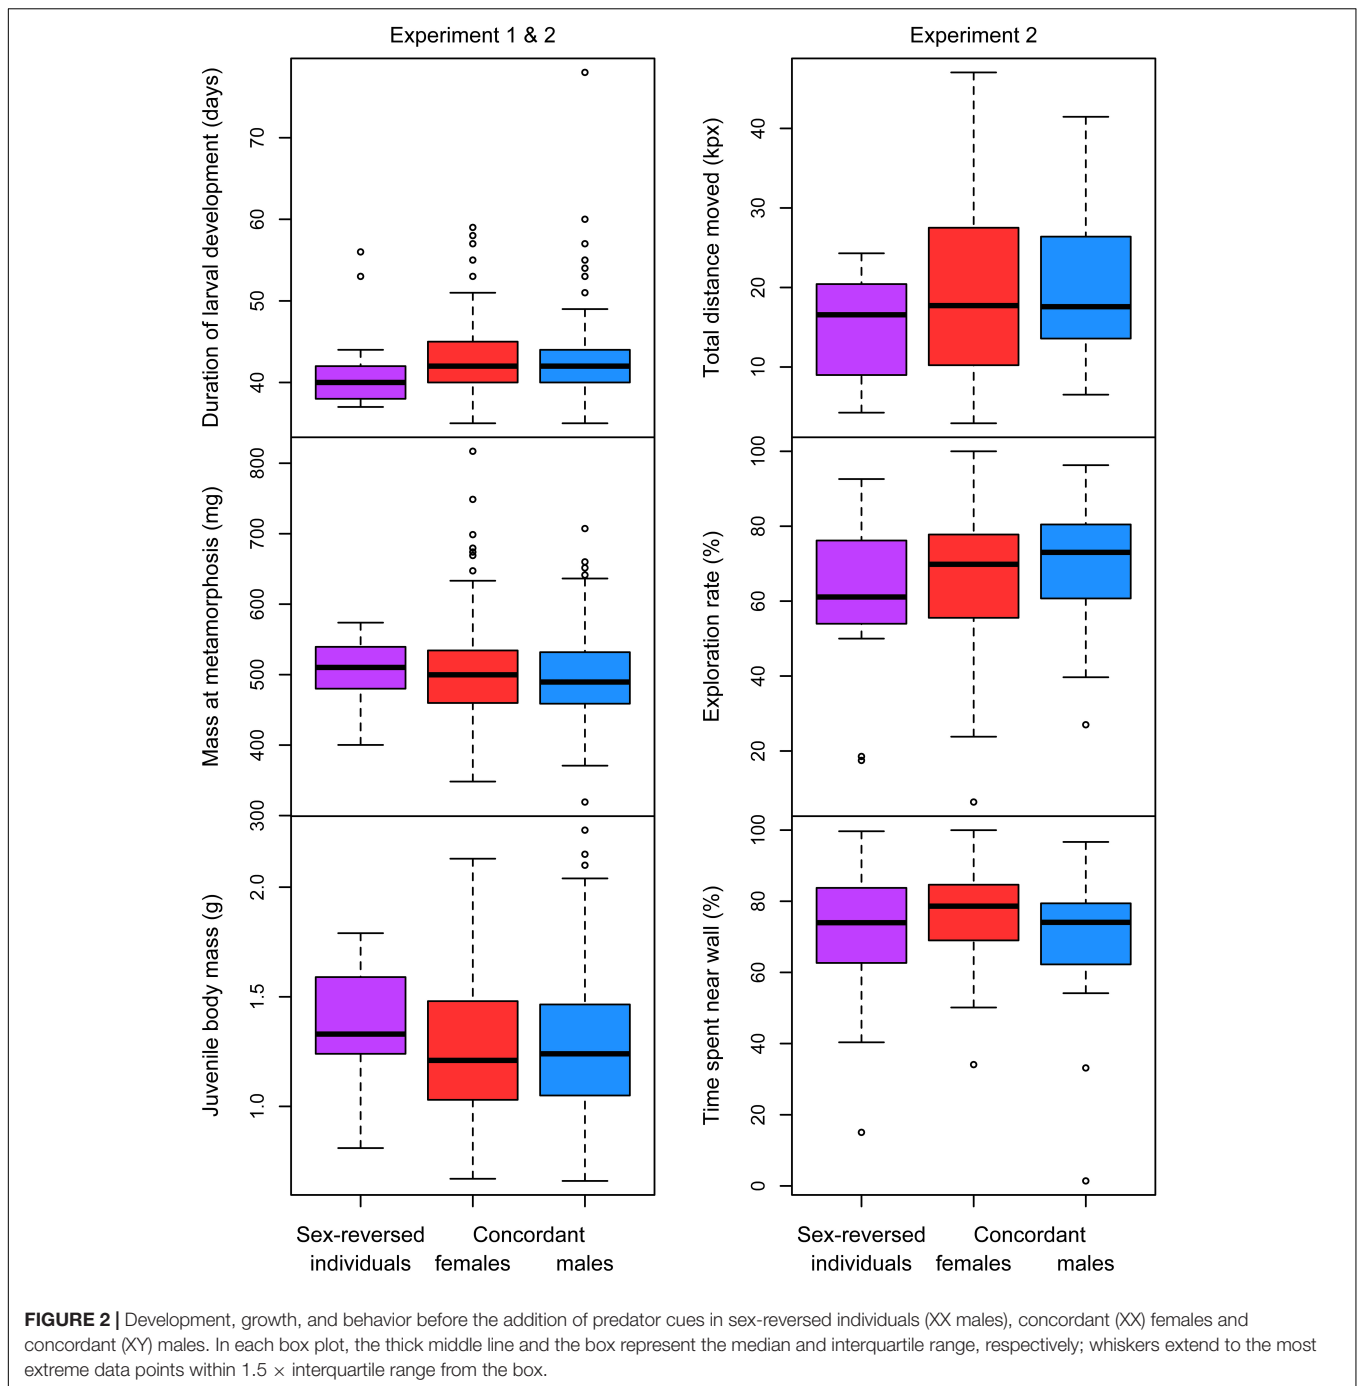 Experiment 1 & 2
Experiment 2
Duration of larval development (days)
70
60
50
40
Total distance moved (kpx)
40
30
20
10
Mass at metamorphosis (mg)
800
700
600
500
400
300
Exploration rate (%)
100
80
60
40
20
Juvenile body mass (g)
2.0
1.5
1.0
Time spent near wall (%)
100
80
60
40
20
0
Sex-reversed individuals
Concordant
females males
Sex-reversed individuals
Concordant
females males
FIGURE 2 | Development, growth, and behavior before the addition of predator cues in sex-reversed individuals (XX males), concordant (XX) females and
concordant (XY) males. In each box plot, the thick middle line and the box represent the median and interquartile range, respectively; whiskers extend to the most
extreme data points within 1.5 × interquartile range from the box.